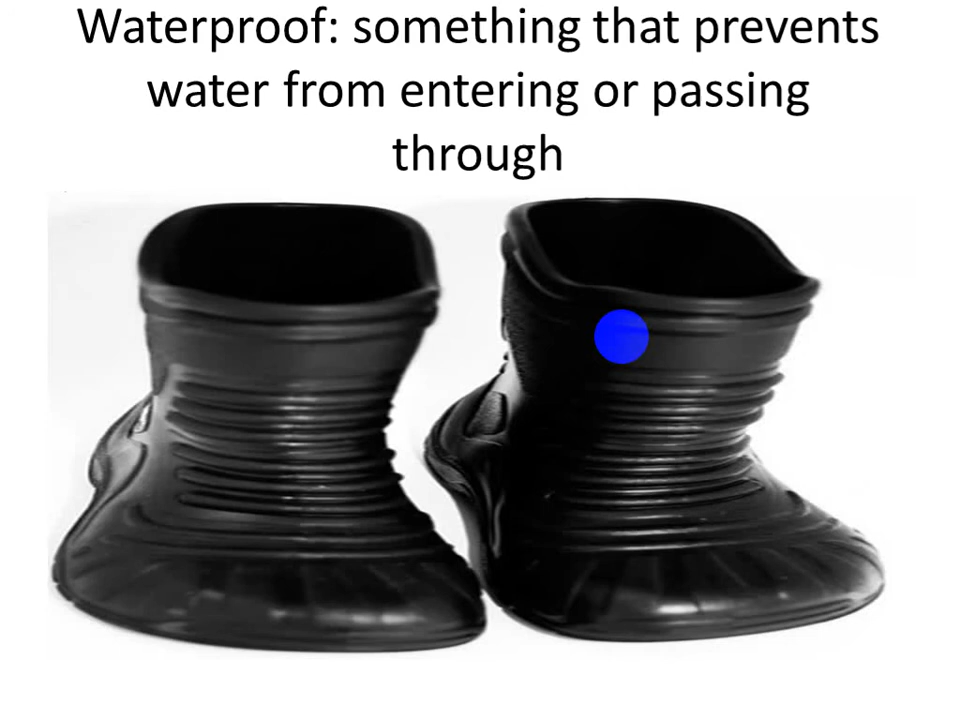 Waterproof: something that prevents
water from entering or passing
through